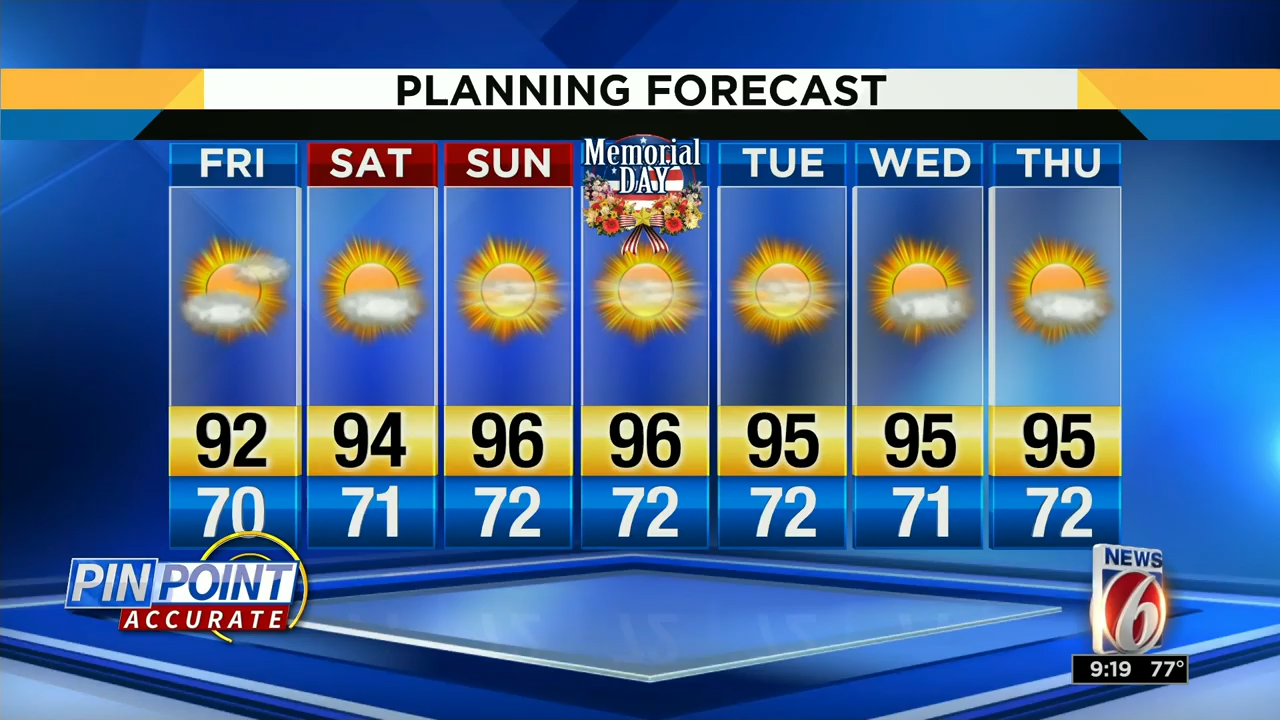 PLANNING FORECAST
FRI SAT SUN Memorial DAY TUE WED THU
92 94 96 96 95 95 95
70 71 72 72 72 71 72
PINPOINT
ACCURATE
NEWS
6
9:19 77°